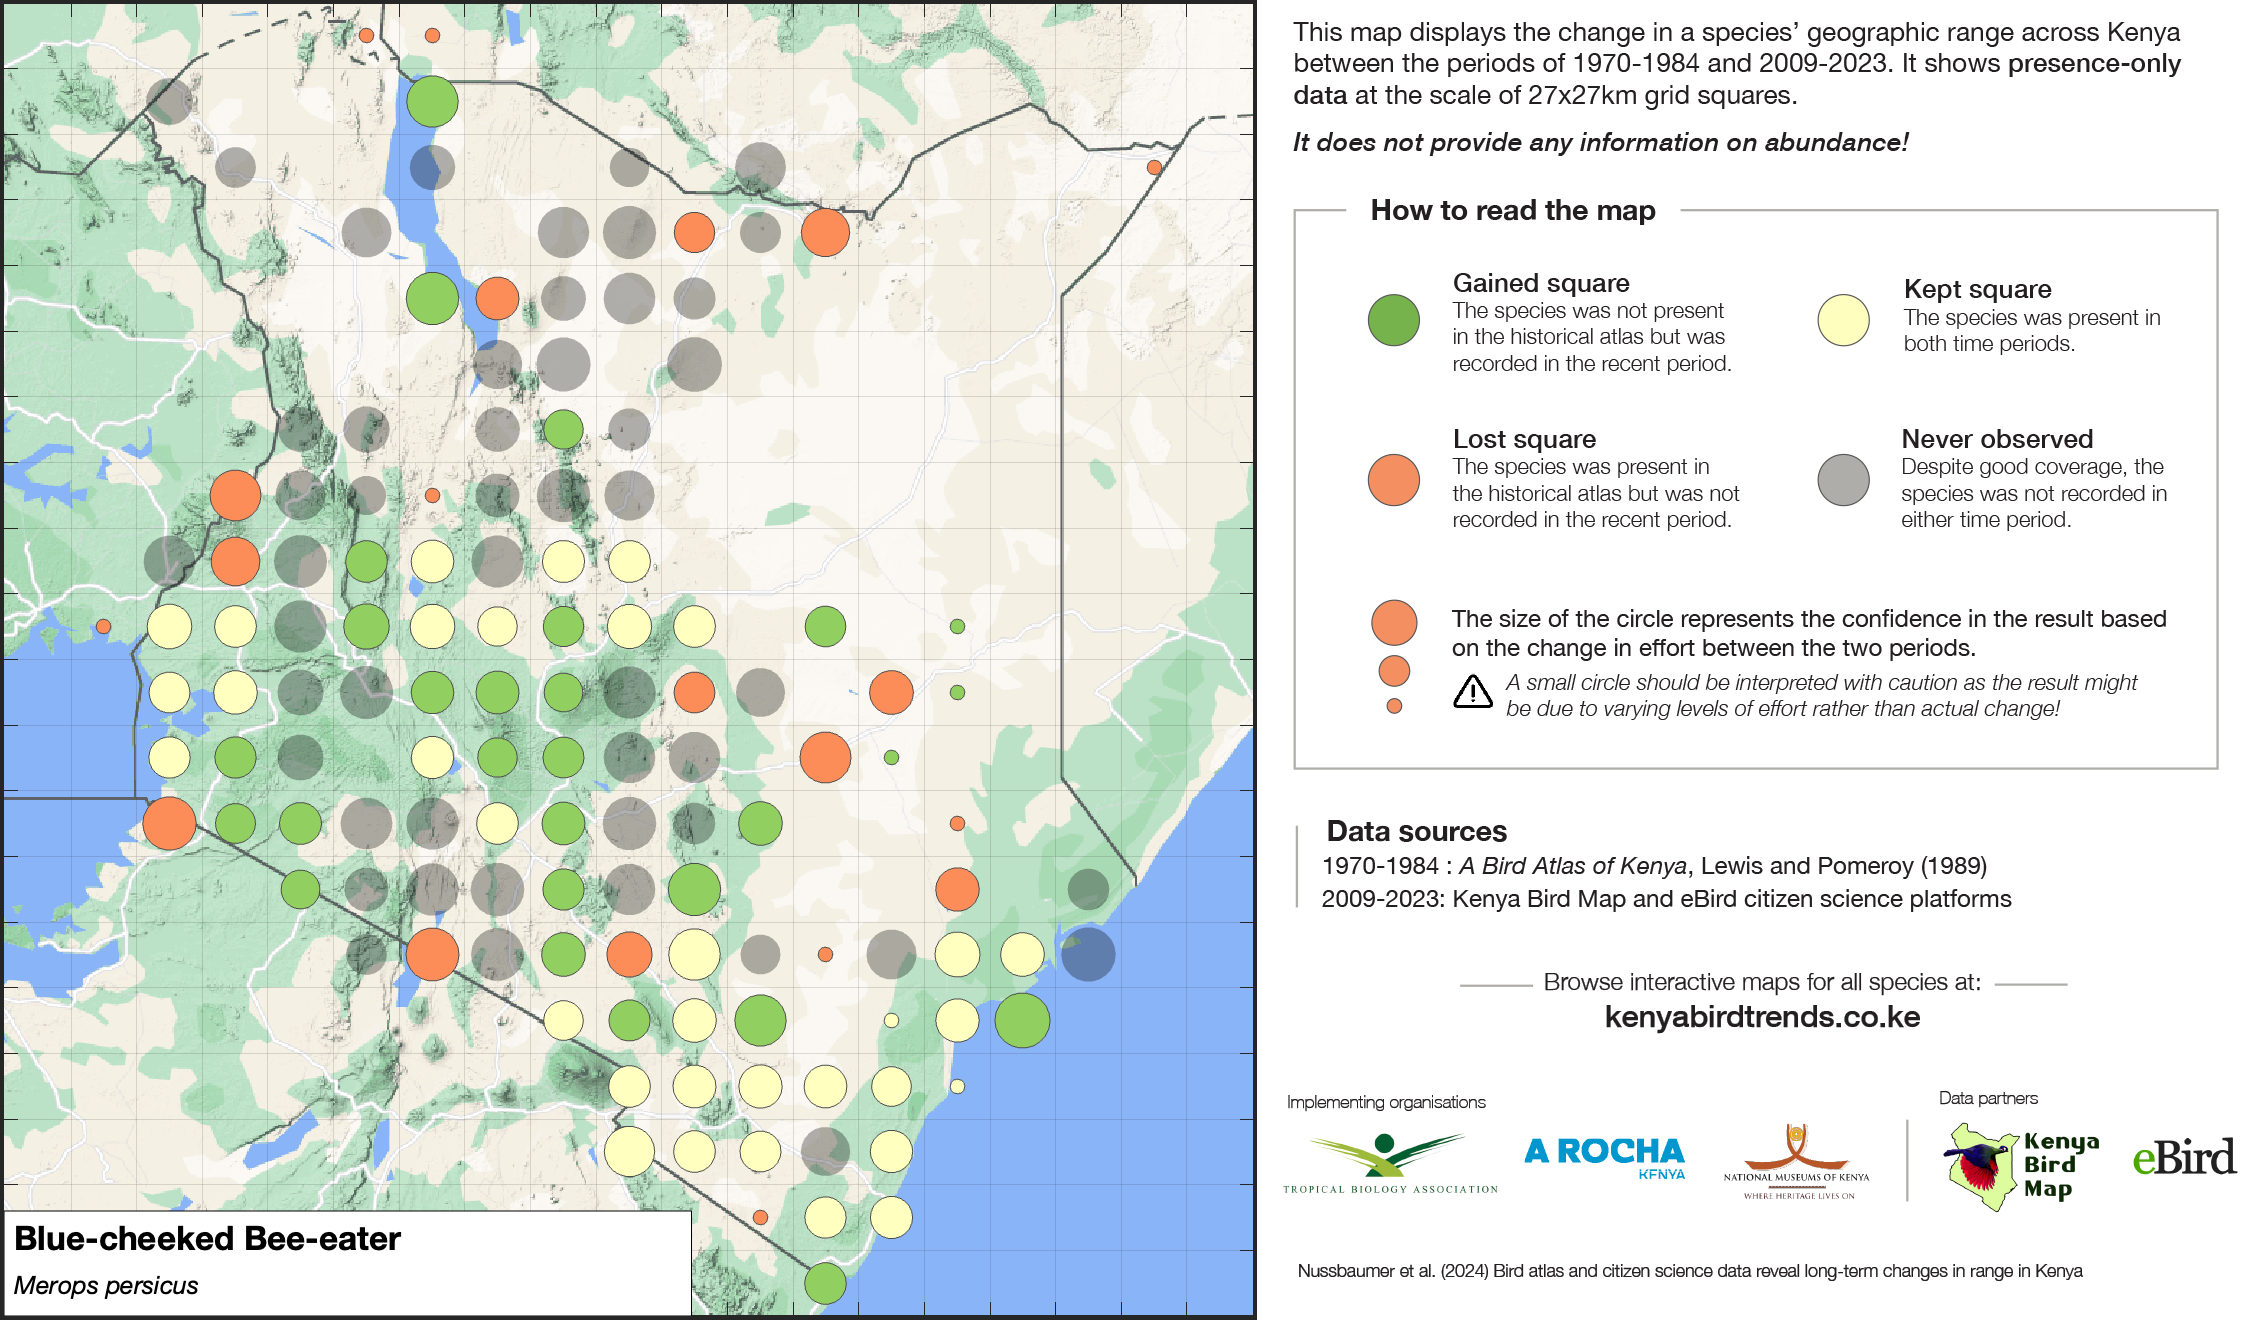 This map displays the change in a species’ geographic range across Kenya
between the periods of 1970-1984 and 2009-2023. It shows presence-only
data at the scale of 27x27km grid squares.
It does not provide any information on abundance!
How to read the map
Gained square
The species was not present
in the historical atlas but was
recorded in the recent period.
Kept square
The species was present in
both time periods.
Lost square
The species was present in
the historical atlas but was not
recorded in the recent period.
Never observed
Despite good coverage, the
species was not recorded in
either time period.
The size of the circle represents the confidence in the result based
on the change in effort between the two periods.
A small circle should be interpreted with caution as the result might
be due to varying levels of effort rather than actual change!
Data sources
1970-1984 : A Bird Atlas of Kenya, Lewis and Pomeroy (1989)
2009-2023: Kenya Bird Map and eBird citizen science platforms
Browse interactive maps for all species at:
kenyabirdtrends.co.ke
Implementing organisations
Data partners
TROPICAL BIOLOGY ASSOCIATION
A ROCHA
KENYA
NATIONAL MUSEUMS OF KENYA
WHERE HERITAGE LIVES ON
Kenya
Bird
Map
eBird
Nussbaumer et al. (2024) Bird atlas and citizen science data reveal long-term changes in range in Kenya
Blue-cheeked Bee-eater
Merops persicus